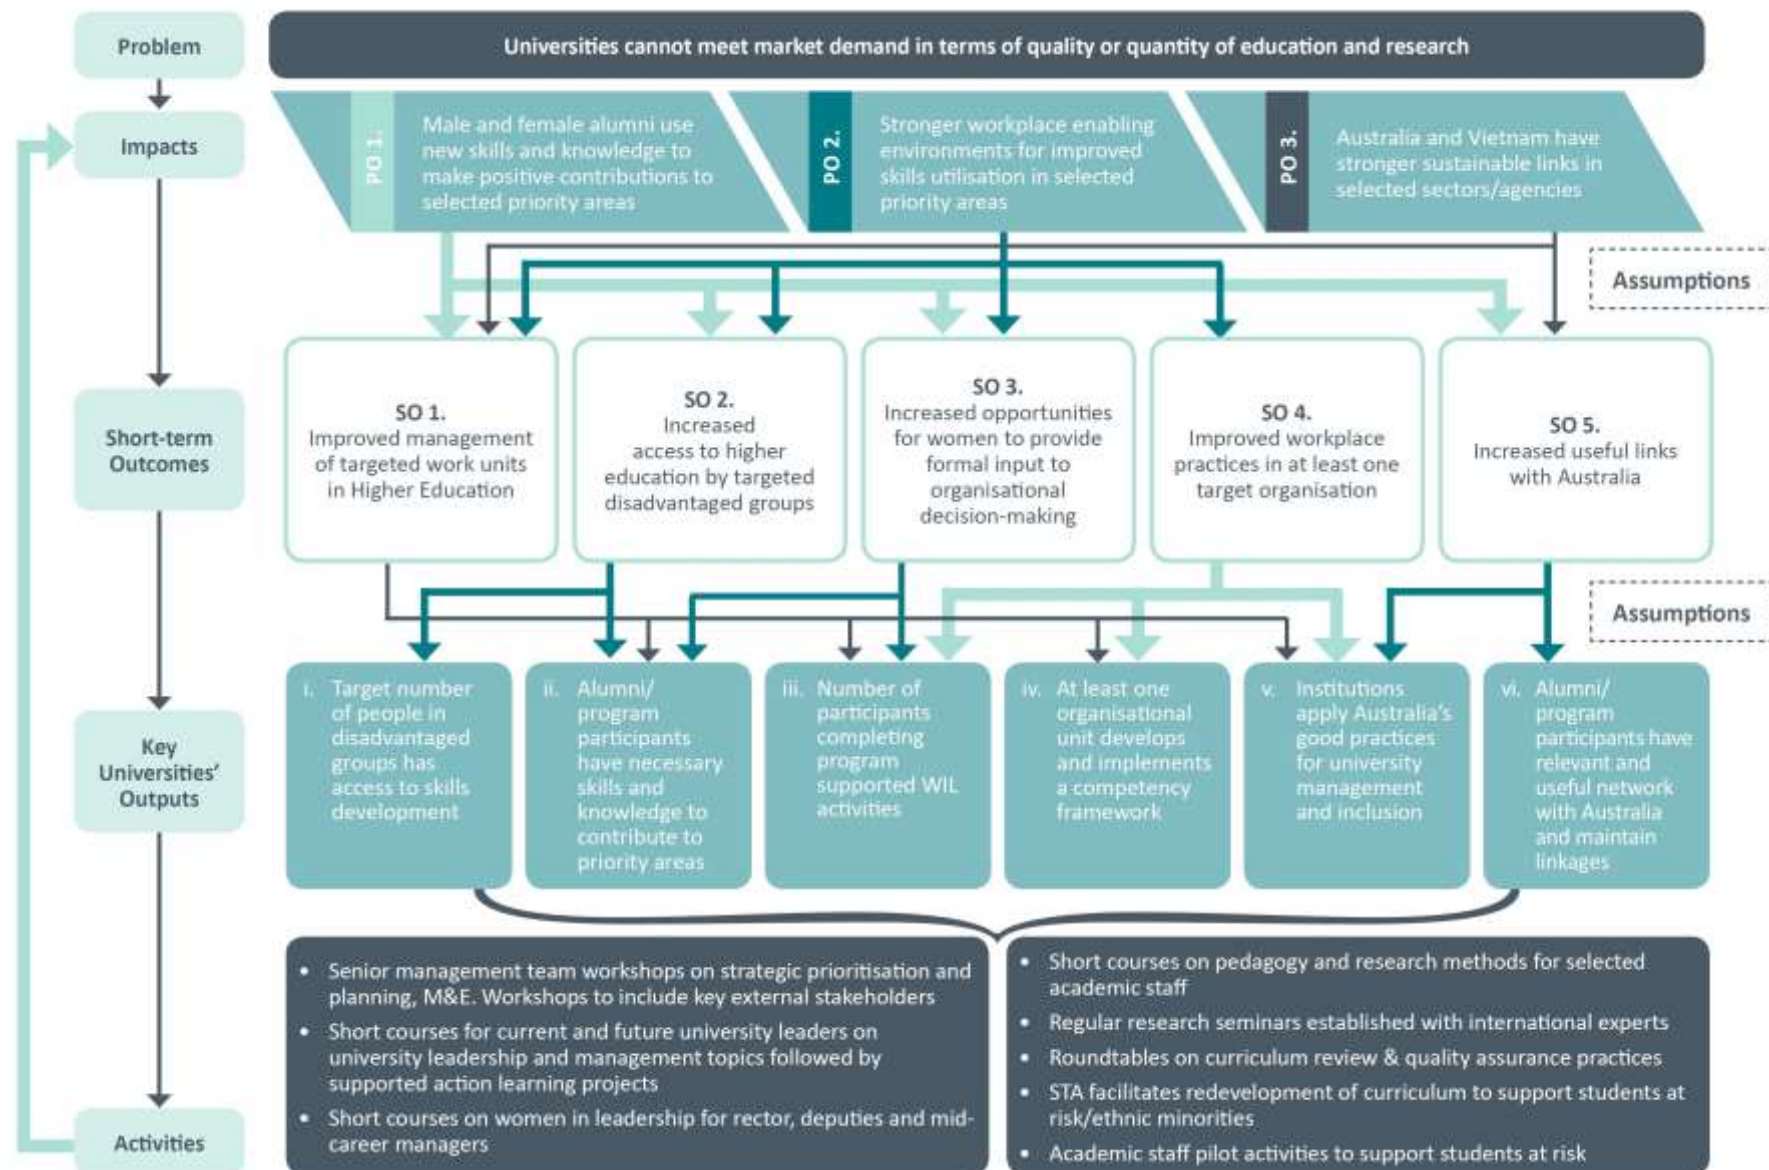 Problem
Universities cannot meet market demand in terms of quality or quantity of education and research
Impacts
PO 1.
Male and female alumni use
new skills and knowledge to
make positive contributions to
selected priority areas
PO 2.
Stronger workplace enabling
environments for improved
skills utilisation in selected
priority areas
PO 3.
Australia and Vietnam have
stronger sustainable links in
selected sectors/agencies
Assumptions
Short-term
Outcomes
SO 1.
Improved management
of targeted work units
in Higher Education
SO 2.
Increased
access to higher
education by targeted
disadvantaged groups
SO 3.
Increased opportunities
for women to provide
formal input to
organisational
decision-making
SO 4.
Improved workplace
practices in at least one
target organisation
SO 5.
Increased useful links
with Australia
Assumptions
Key
Universities’
Outputs
i. Target number
of people in
disadvantaged
groups has
access to skills
development
ii. Alumni/
program
participants
have necessary
skills and
knowledge to
contribute to
priority areas
iii. Number of
participants
completing
program
supported WIL
activities
iv. At least one
organisational
unit develops
and implements
a competency
framework
v. Institutions
apply Australia’s
good practices
for university
management
and inclusion
vi. Alumni/
program
participants have
relevant and
useful network
with Australia
and maintain
linkages
Activities
• Senior management team workshops on strategic prioritisation and
planning, M&E. Workshops to include key external stakeholders
• Short courses for current and future university leaders on
university leadership and management topics followed by
supported action learning projects
• Short courses on women in leadership for rector, deputies and mid-
career managers
• Short courses on pedagogy and research methods for selected
academic staff
• Regular research seminars established with international experts
• Roundtables on curriculum review & quality assurance practices
• STA facilitates redevelopment of curriculum to support students at
risk/ethnic minorities
• Academic staff pilot activities to support students at risk